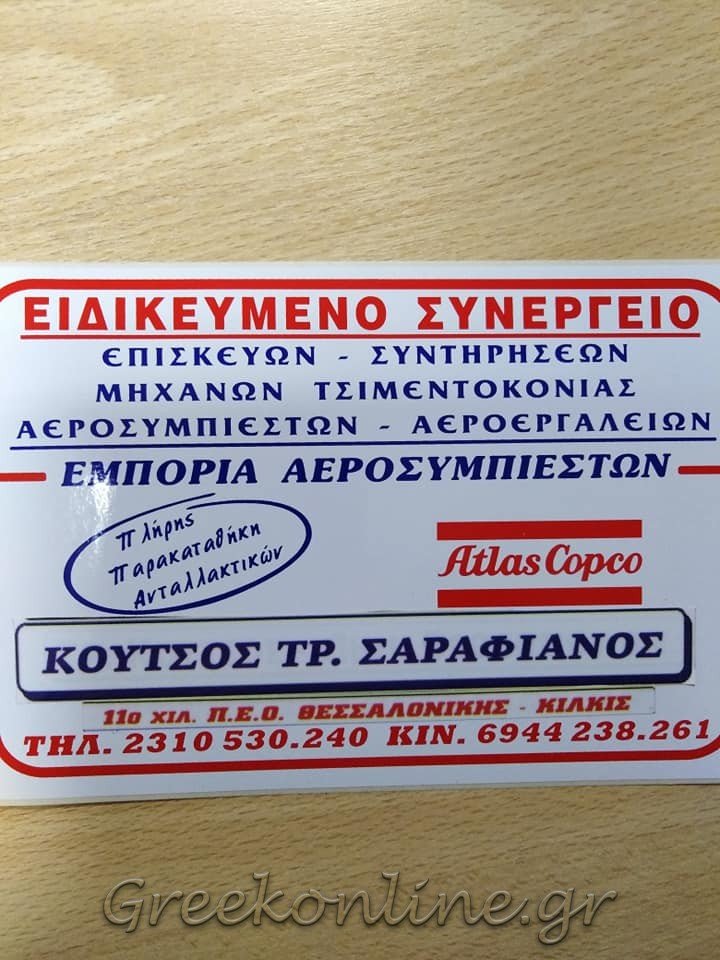 ΕΙΔΙΚΕΥΜΕΝΟ ΣΥΝΕΡΓΕΙΟ
ΕΠΙΣΚΕΥΩΝ - ΣΥΝΤΗΡΗΣΕΩΝ
ΜΗΧΑΝΩΝ ΤΣΙΜΕΝΤΟΚΟΝΙΑΣ
ΑΕΡΟΣΥΜΠΙΕΣΤΩΝ - ΑΕΡΟΕΡΓΑΛΕΙΩΝ
ΕΜΠΟΡΙΑ ΑΕΡΟΣΥΜΠΙΕΣΤΩΝ
Πλήρης
Παρακαταθήκη
Ανταλλακτικών
Atlas Copco
ΚΟΥΤΣΟΣ ΤΡ. ΣΑΡΑΦΙΑΝΟΣ
11ο ΧΙΛ. Π.Ε.Ο. ΘΕΣΣΑΛΟΝΙΚΗΣ - ΚΙΛΚΙΣ
ΤΗΛ. 2310 530.240 ΚΙΝ. 6944 238.261
Greekonline.gr